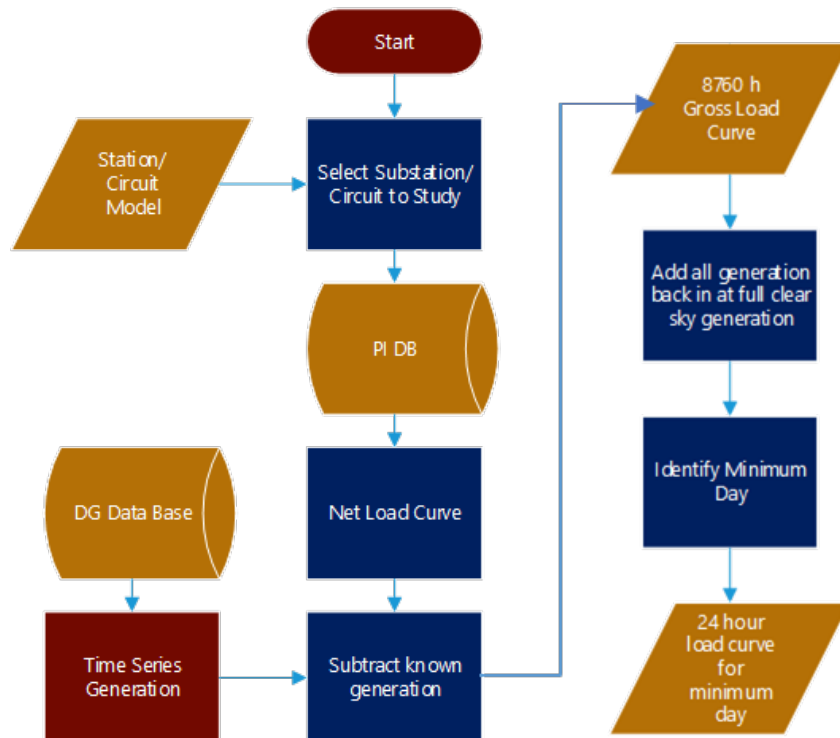 Start
Station/
Circuit
Model
Select Substation/
Circuit to Study
PI DB
DG Data Base
Net Load Curve
Time Series
Generation
Subtract known
generation
8760 h
Gross Load
Curve
Add all generation
back in at full clear
sky generation
Identify Minimum
Day
24 hour
load curve
for
minimum
day